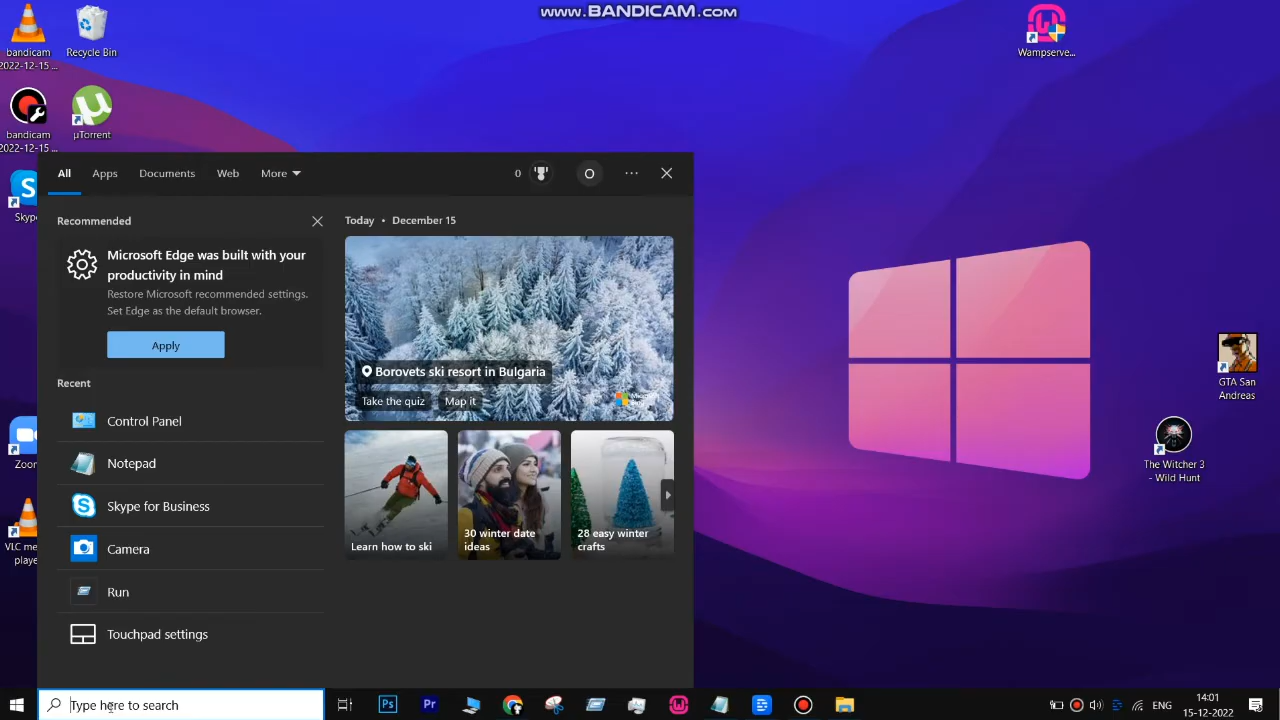 www.BANDICAM.com
bandicam
2022-12-15 ...
Recycle Bin
Wampserve...
bandicam
2022-12-15 ...
µTorrent
Skype
All
Apps
Documents
Web
More
0
O
Recommended
Microsoft Edge was built with your
productivity in mind
Restore Microsoft recommended settings.
Set Edge as the default browser.
Apply
Today • December 15
Borovets ski resort in Bulgaria
Take the quiz
Map it
Recent
Control Panel
Notepad
Skype for Business
Camera
Run
Touchpad settings
Learn how to ski
30 winter date
ideas
28 easy winter
crafts
GTA San
Andreas
The Witcher 3
- Wild Hunt
Zoo
VLC me
playe
Type here to search
Ps
Pr
ENG
14:01
15-12-2022